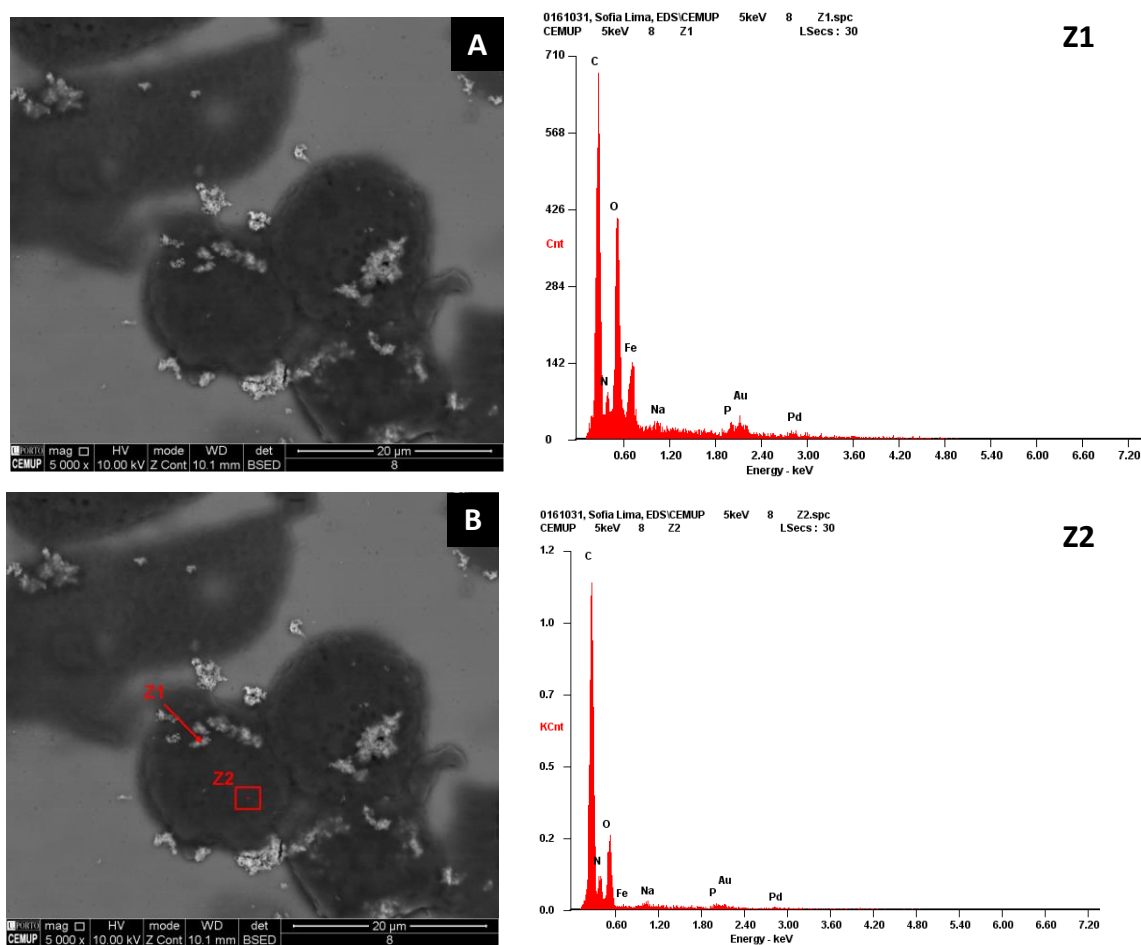 A
U.PORTO
CEMUP
mag HV mode WD det
5 000 x 10.00 kV Z Cont 10.1 mm BSED
20 µm
8
0161031, Sofia Lima, EDS\CEMUP 5keV 8 Z1.spc
CEMUP 5keV 8 Z1 LSecs : 30
Z1
710
568
426
284
142
0
Cnt
C
N
O
Fe
Na
P
Au
Pd
0.60 1.20 1.80 2.40 3.00 3.60 4.20 4.80 5.40 6.00 6.60 7.20
Energy - keV
B
Z1
Z2
U.PORTO
CEMUP
mag HV mode WD det
5 000 x 10.00 kV Z Cont 10.1 mm BSED
20 µm
8
0161031, Sofia Lima, EDS\CEMUP 5keV 8 Z2.spc
CEMUP 5keV 8 Z2 LSecs : 30
Z2
1.2
1.0
0.7
0.5
0.2
0.0
KCnt
C
N
O
Fe
Na
P
Au
Pd
0.60 1.20 1.80 2.40 3.00 3.60 4.20 4.80 5.40 6.00 6.60 7.20
Energy - keV